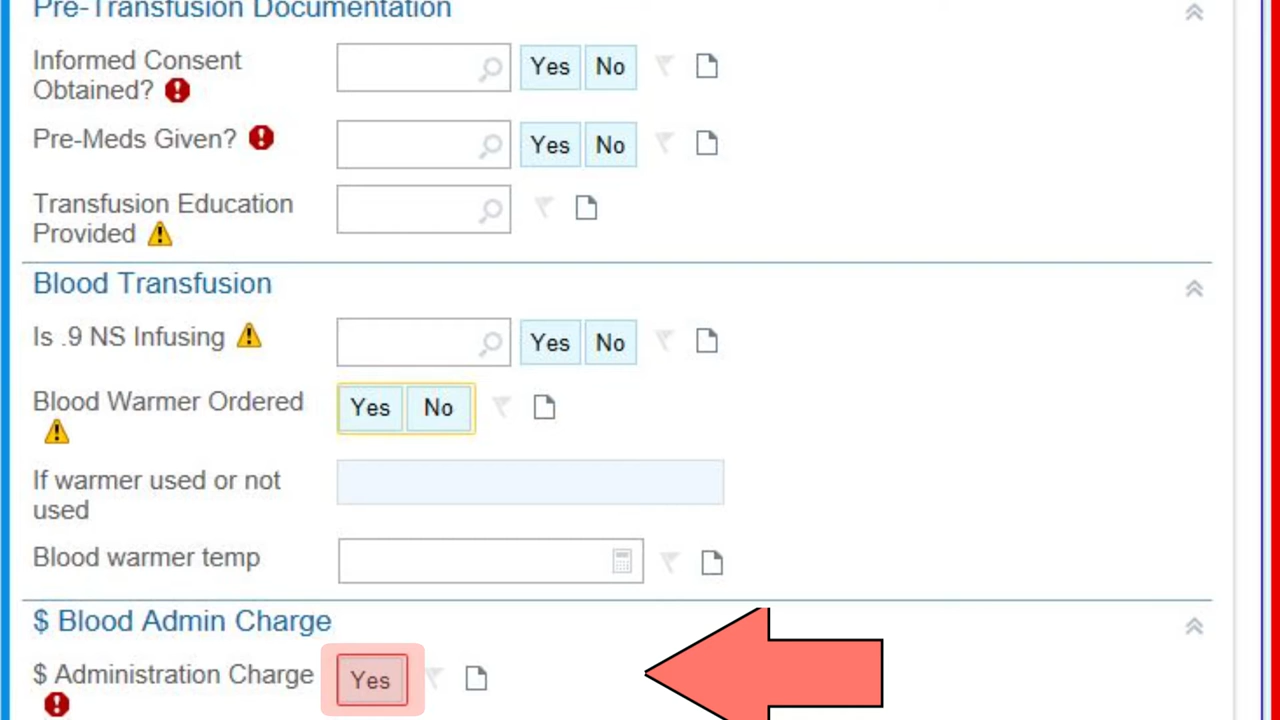 Pre-Transfusion Documentation
Informed Consent
Obtained?
Yes No
Pre-Meds Given?
Yes No
Transfusion Education
Provided
Blood Transfusion
Is .9 NS Infusing
Yes No
Blood Warmer Ordered
Yes No
If warmer used or not
used
Blood warmer temp
$ Blood Admin Charge
$ Administration Charge
Yes